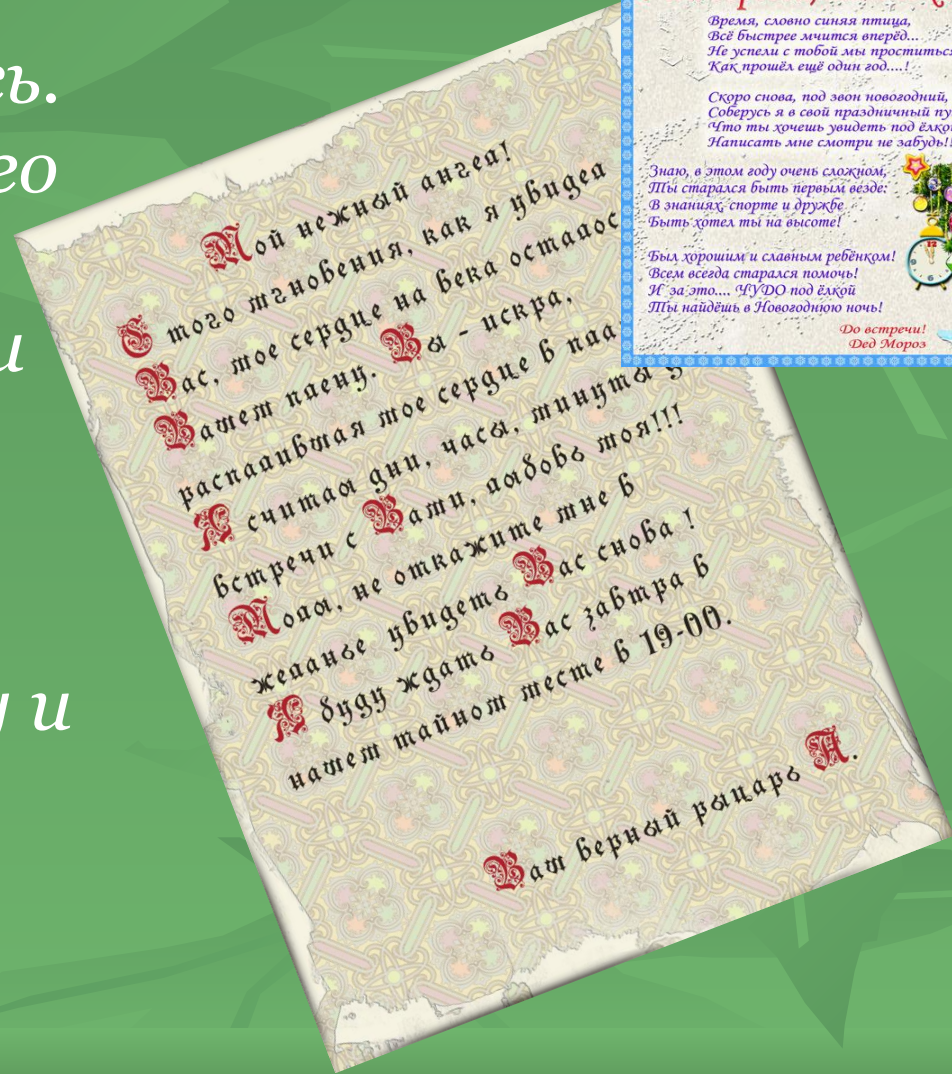 сь.
го
и
у и
Мой нежный ангел!
С того мгновения, как я увидел
Вас, мое сердце на века осталос
Вашем плену. Вы - искра,
распалившая мое сердце в пла
Я считаю дни, часы, минуты
встречи с Вами, любовь моя!!!
Молю, не откажите мне в
желанье увидеть Вас снова !
Я буду ждать Вас завтра в
нашем тайном месте в 19-00.
Ваш верный рыцарь А.
Время, словно синяя птица,
Всё быстрее мчится вперёд...
Не успели с тобой мы проститься
Как прошёл ещё один год....!
Скоро снова, под звон новогодний,
Соберусь я в свой праздничный пу
Что ты хочешь увидеть под ёлко
Написать мне смотри не забудь!!
Знаю, в этом году очень сложном,
Ты старался быть первым везде:
В знаниях, спорте и дружбе
Быть хотел ты на высоте!
Был хорошим и славным ребёнком!
Всем всегда старался помочь!
И за это.... ЧУДО под ёлкой
Ты найдёшь в Новогоднюю ночь!
До встречи!
Дед Мороз